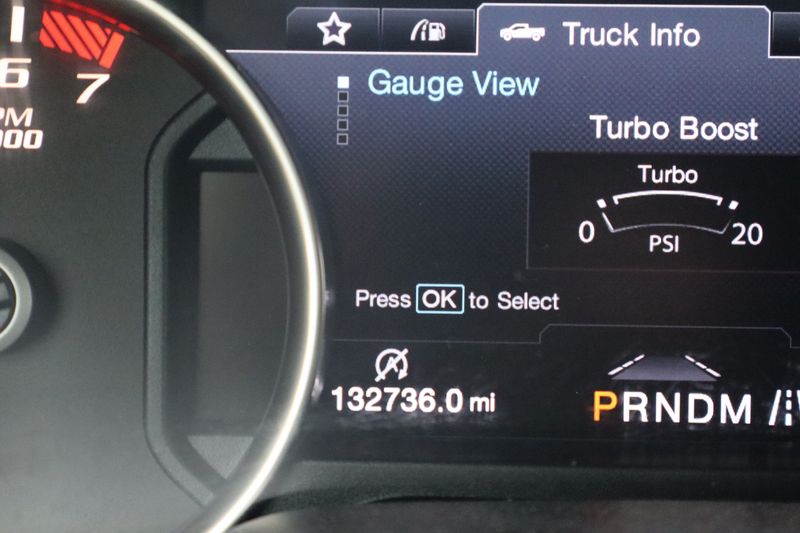 Truck Info
6
7
Gauge View
000
Turbo Boost
Turbo
0
20
PSI
Press OK to Select
132736.0 mi
PRNDM